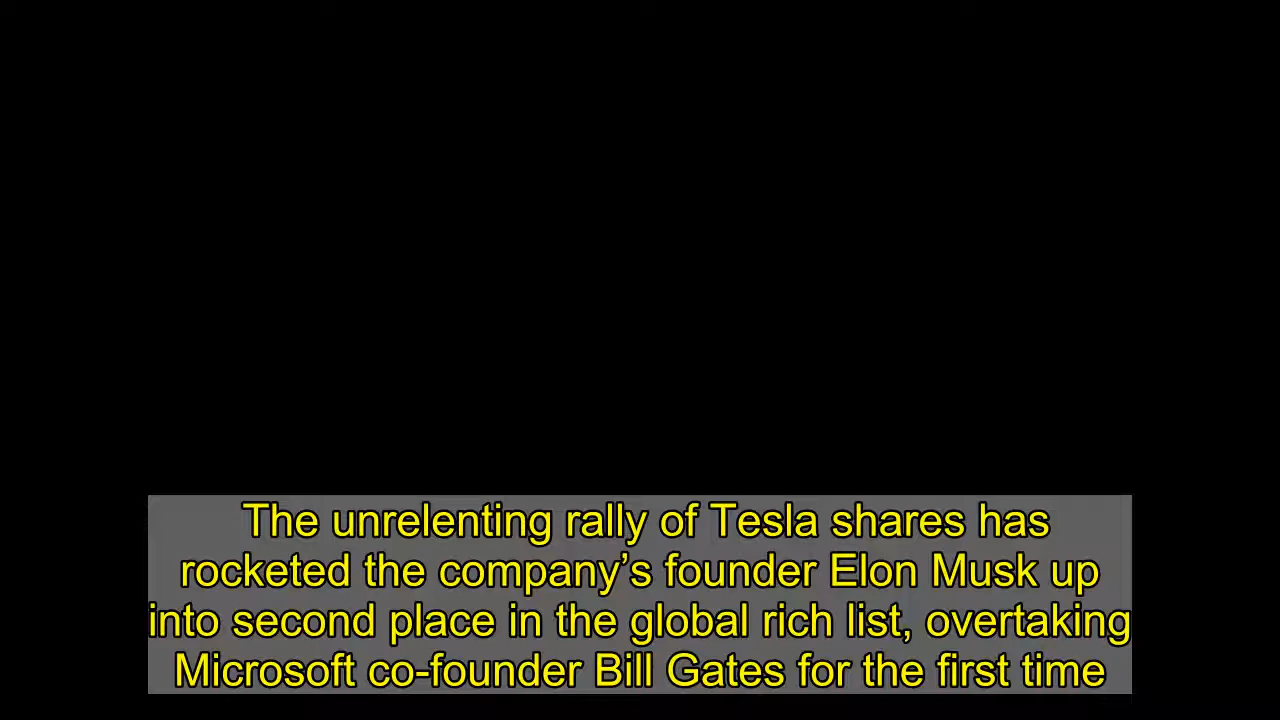 The unrelenting rally of Tesla shares has
rocketed the company’s founder Elon Musk up
into second place in the global rich list, overtaking
Microsoft co-founder Bill Gates for the first time